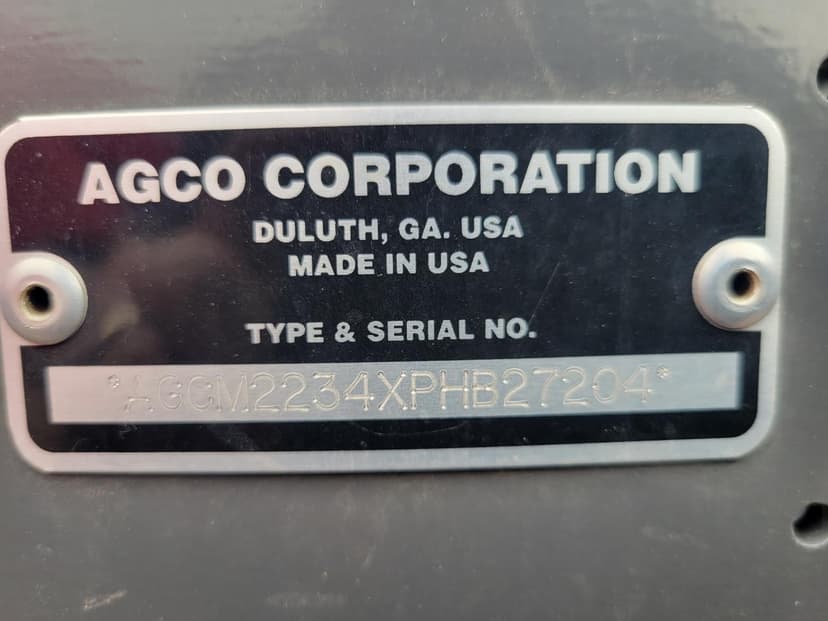 AGCO CORPORATION
DULUTH, GA. USA
MADE IN USA
TYPE & SERIAL NO.
*AGCM2234XPHB27204*